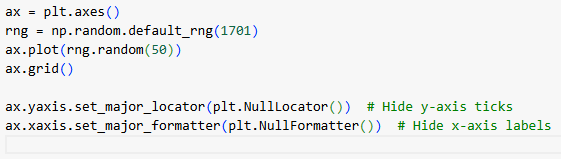 ax = plt.axes()
rng = np.random.default_rng(1701)
ax.plot(rng.random(50))
ax.grid()

ax.yaxis.set_major_locator(plt.NullLocator())  # Hide y-axis ticks
ax.xaxis.set_major_formatter(plt.NullFormatter())  # Hide x-axis labels